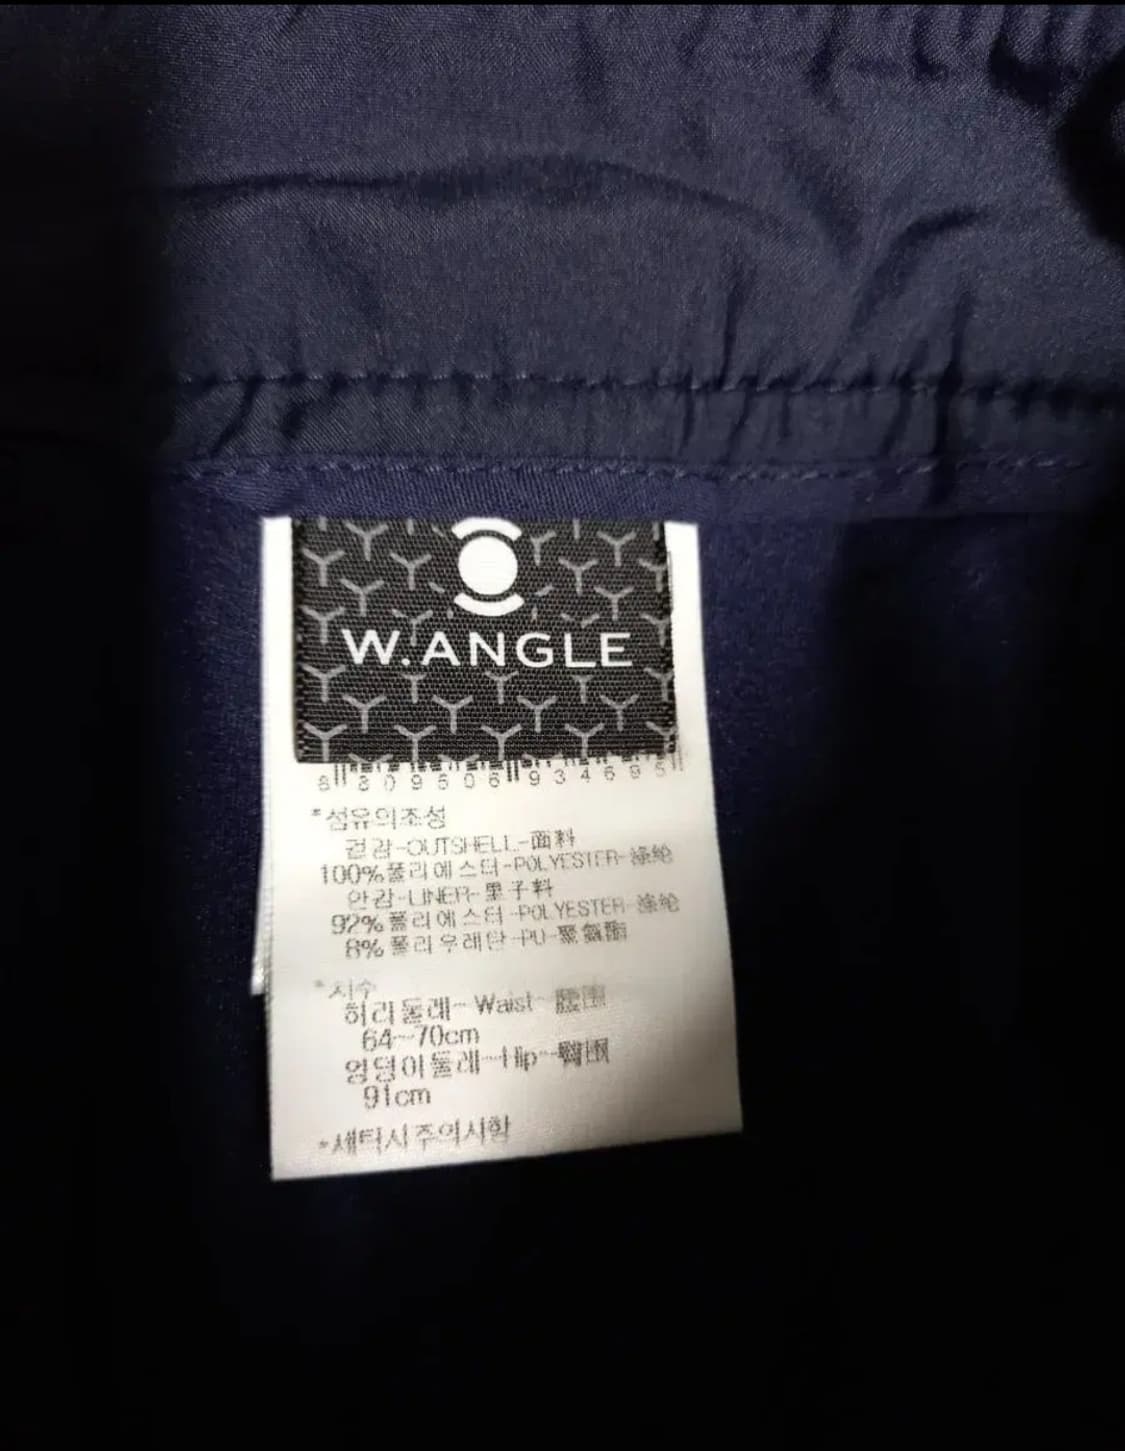 W.ANGLE
8 809606 934695
*섬유의조성
겉감-OUTSHELL-面料
100%폴리에스터-POLYESTER-涤纶
안감-LINER-里子料
92%폴리에스터-POLYESTER-涤纶
8%폴리우레탄-PU-聚氨酯
*치수
허리둘레-Waist-腰围
64~70cm
엉덩이둘레-Hip-臀围
91cm
*세탁시주의사항